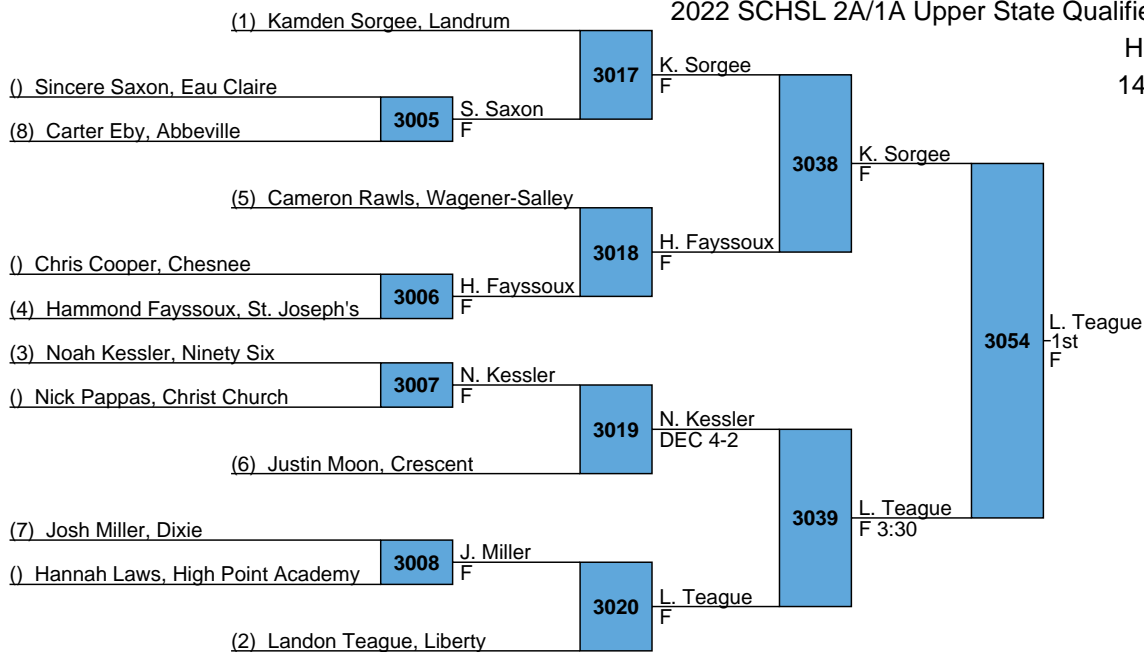 2022 SCHSL 2A/1A Upper State Qualifie
H
14
(1) Kamden Sorgee, Landrum
() Sincere Saxon, Eau Claire
(8) Carter Eby, Abbeville
3005
S. Saxon
F
3017
K. Sorgee
F
(5) Cameron Rawls, Wagener-Salley
() Chris Cooper, Chesnee
(4) Hammond Fayssoux, St. Joseph's
3006
H. Fayssoux
F
3018
H. Fayssoux
F
3038
K. Sorgee
F
(3) Noah Kessler, Ninety Six
() Nick Pappas, Christ Church
3007
N. Kessler
F
(6) Justin Moon, Crescent
3019
N. Kessler
DEC 4-2
(7) Josh Miller, Dixie
() Hannah Laws, High Point Academy
3008
J. Miller
F
(2) Landon Teague, Liberty
3020
L. Teague
F
3039
L. Teague
F 3:30
3054
L. Teague
1st
F